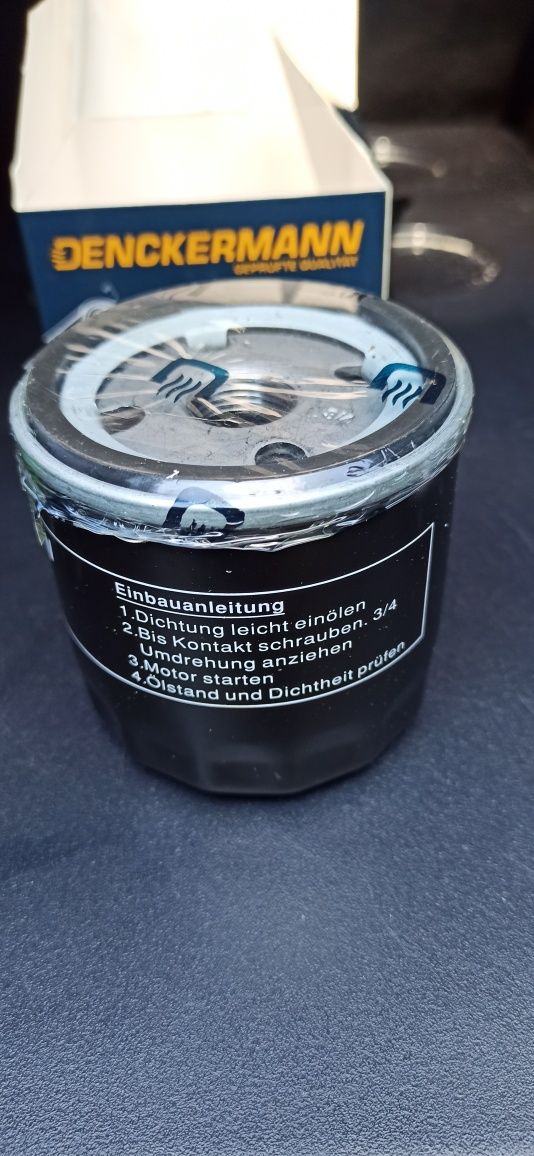 DENCKERMANN
GEPRÜFTE QUALITÄT
Einbauanleitung
1.Dichtung leicht einölen
2.Bis Kontakt schrauben. 3/4
Umdrehung anziehen
3.Motor starten
4.Ölstand und Dichtheit prüfen